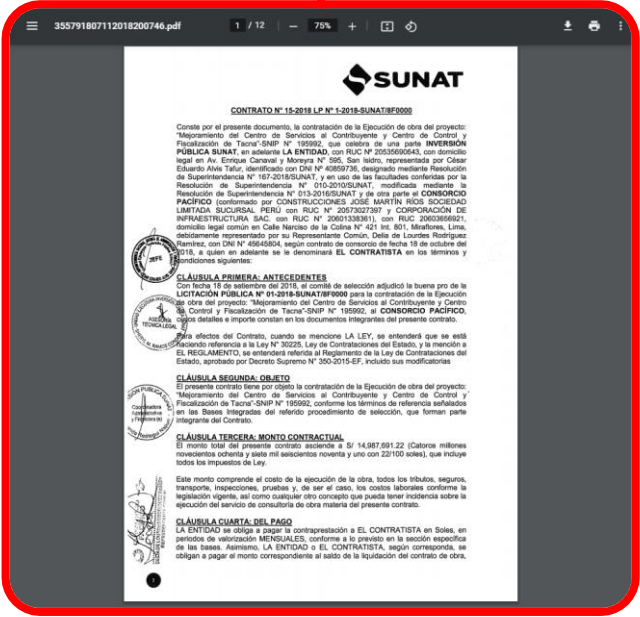 355791807112018200746.pdf
1 / 12
75%
SUNAT
CONTRATO N° 15-2018 LP N° 1-2018-SUNAT/8F0000
Conste por el presente documento, la contratación de la Ejecución de obra del proyecto:
"Mejoramiento del Centro de Servicios al Contribuyente y Centro de Control y
Fiscalización de Tacna"-SNIP N° 195992, que celebra de una parte INVERSIÓN
PÚBLICA SUNAT, en adelante LA ENTIDAD, con RUC N° 20535690643, con domicilio
legal en Av. Enrique Canaval y Moreyra N° 595, San Isidro, representada por César
Eduardo Alvis Tafur, identificado con DNI N° 40859736, designado mediante Resolución
de Superintendencia N° 167-2018/SUNAT, y en uso de las facultades conferidas por la
Resolución de Superintendencia N° 010-2010/SUNAT, modificada mediante la
Resolución de Superintendencia N° 013-2016/SUNAT y de otra parte el CONSORCIO
PACÍFICO (conformado por CONSTRUCCIONES JOSÉ MARTÍN RÍOS SOCIEDAD
LIMITADA SUCURSAL PERÚ con RUC N° 20573027397 y CORPORACIÓN DE
INFRAESTRUCTURA SAC. con RUC N° 20601338361), con RUC 20603656921,
domicilio legal común en Calle Narciso de la Colina N° 421 Int. 801, Miraflores, Lima,
debidamente representado por su Representante Común, Delia de Lourdes Rodríguez
Ramírez, con DNI N° 45645804, según contrato de consorcio de fecha 18 de octubre del
2018, a quien en adelante se le denominará EL CONTRATISTA en los términos y
condiciones siguientes:
JEFE
CLÁUSULA PRIMERA: ANTECEDENTES
Con fecha 18 de setiembre del 2018, el comité de selección adjudicó la buena pro de la
LICITACIÓN PÚBLICA N° 01-2018-SUNAT/8F0000 para la contratación de la Ejecución
de obra del proyecto: "Mejoramiento del Centro de Servicios al Contribuyente y Centro
de Control y Fiscalización de Tacna"-SNIP N° 195992, al CONSORCIO PACÍFICO,
cuyos detalles e importe constan en los documentos integrantes del presente contrato.
ASESORÍA
TÉCNICA LEGAL
Para efectos del Contrato, cuando se mencione LA LEY, se entenderá que se está
haciendo referencia a la Ley N° 30225, Ley de Contrataciones del Estado, y la mención a
EL REGLAMENTO, se entenderá referida al Reglamento de la Ley de Contrataciones del
Estado, aprobado por Decreto Supremo N° 350-2015-EF, incluido sus modificatorias
CLÁUSULA SEGUNDA: OBJETO
El presente contrato tiene por objeto la contratación de la Ejecución de obra del proyecto:
"Mejoramiento del Centro de Servicios al Contribuyente y Centro de Control y
Fiscalización de Tacna"-SNIP N° 195992, conforme los términos de referencia señalados
en las Bases Integradas del referido procedimiento de selección, que forman parte
integrante del Contrato.
Coordinadora
Administrativa
y Financiera (e)
CLÁUSULA TERCERA: MONTO CONTRACTUAL
El monto total del presente contrato asciende a S/ 14,987,691.22 (Catorce millones
novecientos ochenta y siete mil seiscientos noventa y uno con 22/100 soles), que incluye
todos los impuestos de Ley.
Este monto comprende el costo de la ejecución de la obra, todos los tributos, seguros,
transporte, inspecciones, pruebas y, de ser el caso, los costos laborales conforme la
legislación vigente, así como cualquier otro concepto que pueda tener incidencia sobre la
ejecución del servicio de consultoría de obra materia del presente contrato.
CLÁUSULA CUARTA: DEL PAGO
LA ENTIDAD se obliga a pagar la contraprestación a EL CONTRATISTA en Soles, en
periodos de valorización MENSUALES, conforme a lo previsto en la sección específica
de las bases. Asimismo, LA ENTIDAD o EL CONTRATISTA, según corresponda, se
obligan a pagar el monto correspondiente al saldo de la liquidación del contrato de obra,